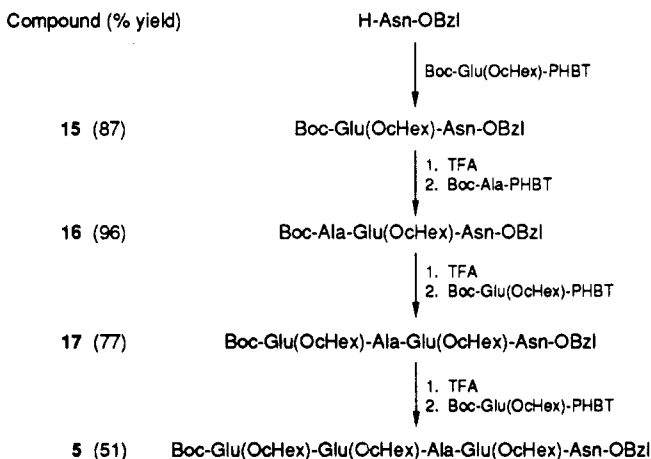 Compound (% yield) H-Asn-OBzl
Boc-Glu(OcHex)-PHBT
15 (87) Boc-Glu(OcHex)-Asn-OBzl
1. TFA
2. Boc-Ala-PHBT
16 (96) Boc-Ala-Glu(OcHex)-Asn-OBzl
1. TFA
2. Boc-Glu(OcHex)-PHBT
17 (77) Boc-Glu(OcHex)-Ala-Glu(OcHex)-Asn-OBzl
1. TFA
2. Boc-Glu(OcHex)-PHBT
5 (51) Boc-Glu(OcHex)-Glu(OcHex)-Ala-Glu(OcHex)-Asn-OBzl